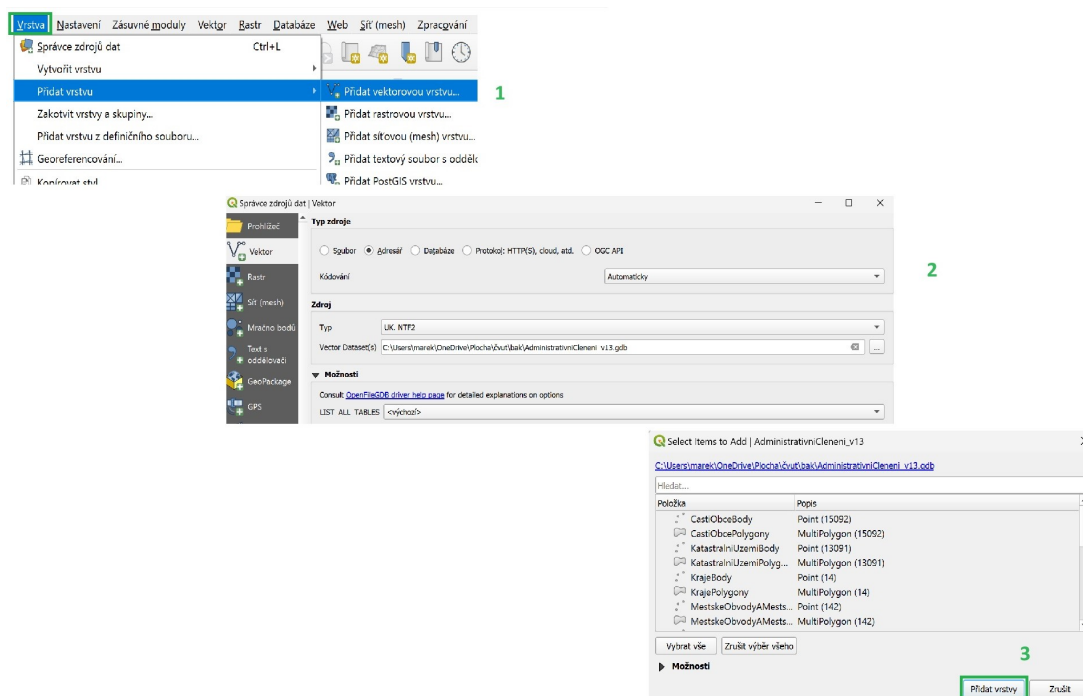 Vrstva Nastavení Zásuvné moduly Vektor Rastr Databáze Web Síť (mesh) Zpracování
Správce zdrojů dat Ctrl+L
Vytvořit vrstvu
Přidat vrstvu Přidat vektorovou vrstvu... 1
Zakotvit vrstvy a skupiny... Přidat rastrovou vrstvu...
Přidat vrstvu z definičního souboru... Přidat síťovou (mesh) vrstvu...
Georeferencování... Přidat textový soubor s odděl
Kopírovat styl Přidat PostGIS vrstvu...
Správce zdrojů dat | Vektor
Prohlížeč Typ zdroje
Vektor Soubor Adresář Databáze Protokol: HTTP(S), cloud, atd. OGC API
Rastr Kódování Automaticky 2
Síť (mesh) Zdroj
Mračno bodů Typ UK. NTF2
Text s oddělovači Vector Dataset(s) C:\Users\marek\OneDrive\Plocha\čvut\bak\AdministrativniCleneni_v13.gdb ...
GeoPackage Možnosti
Consult OpenFileGDB driver help page for detailed explanations on options
GPS LIST_ALL_TABLES <výchozí>
Select Items to Add | AdministrativniCleneni_v13
C:\Users\marek\OneDrive\Plocha\čvut\bak\AdministrativniCleneni_v13.gdb
Hledat...
Položka Popis
CastiObceBody Point (15092)
CastiObcePolygony MultiPolygon (15092)
KatastralniUzemiBody Point (13091)
KatastralniUzemiPolyg... MultiPolygon (13091)
KrajeBody Point (14)
KrajePolygony MultiPolygon (14)
MestskeObvodyAMests... Point (142)
MestskeObvodyAMests... MultiPolygon (142)
Vybrat vše Zrušit výběr všeho
Možnosti 3
Přidat vrstvy Zrušit